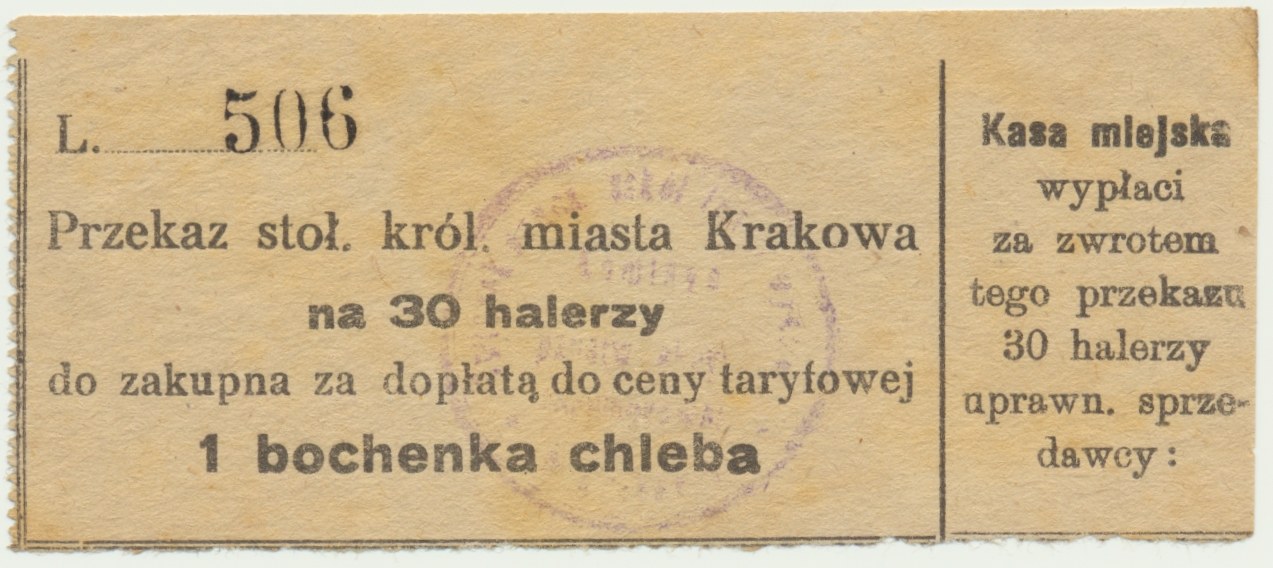 L. 506
Przekaz stoł. król. miasta Krakowa
na 30 halerzy
do zakupna za dopłatą do ceny taryfowej
1 bochenka chleba
Kasa miejska
wypłaci
za zwrotem
tego przekazu
30 halerzy
uprawn. sprze-
dawcy: